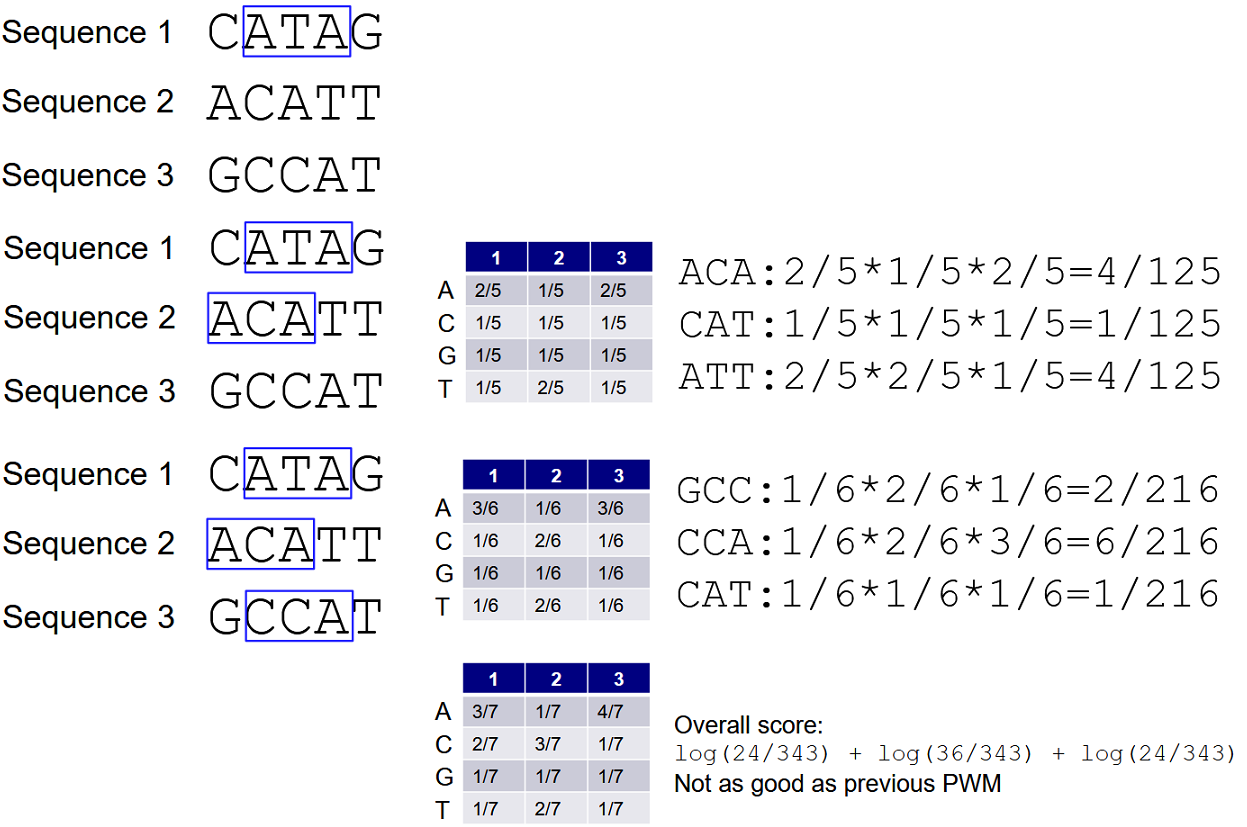 Sequence 1 CATAG
Sequence 2 ACATT
Sequence 3 GCCAT
Sequence 1 CATAG
Sequence 2 ACATT
Sequence 3 GCCAT
1 2 3
A 2/5 1/5 2/5
C 1/5 1/5 1/5
G 1/5 1/5 1/5
T 1/5 2/5 1/5
ACA:2/5*1/5*2/5=4/125
CAT:1/5*1/5*1/5=1/125
ATT:2/5*2/5*1/5=4/125
Sequence 1 CATAG
Sequence 2 ACATT
Sequence 3 GCCAT
1 2 3
A 3/6 1/6 3/6
C 1/6 2/6 1/6
G 1/6 1/6 1/6
T 1/6 2/6 1/6
GCC:1/6*2/6*1/6=2/216
CCA:1/6*2/6*3/6=6/216
CAT:1/6*1/6*1/6=1/216
1 2 3
A 3/7 1/7 4/7
C 2/7 3/7 1/7
G 1/7 1/7 1/7
T 1/7 2/7 1/7
Overall score:
log(24/343) + log(36/343) + log(24/343)
Not as good as previous PWM